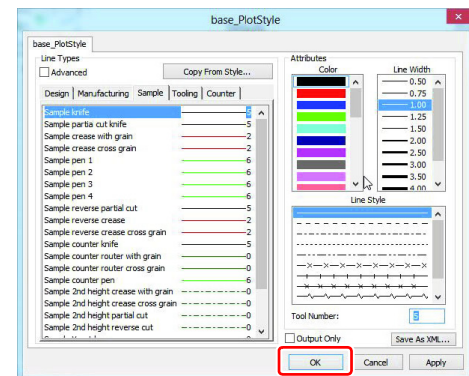 base_PlotStyle
x
base_PlotStyle
Line Types
Advanced
Copy From Style...
Design Manufacturing Sample Tooling Counter
Sample knife 5
Sample partia cut knife 5
Sample crease with grain 2
Sample crease cross grain 2
Sample pen 1 6
Sample pen 2 6
Sample pen 3 6
Sample pen 4 6
Sample reverse partial cut 5
Sample reverse crease 2
Sample reverse crease cross grain 2
Sample counter knife 5
Sample counter router with grain 0
Sample counter router cross grain 0
Sample counter pen 6
Sample 2nd height crease with grain 0
Sample 2nd height crease cross grain 0
Sample 2nd height partial cut 0
Sample 2nd height reverse cut 0
Attributes
Color
Line Width
0.50
0.75
1.00
1.25
1.50
2.00
2.50
3.00
3.50
4.00
Line Style
Tool Number: 5
Output Only
Save As XML...
OK Cancel Apply